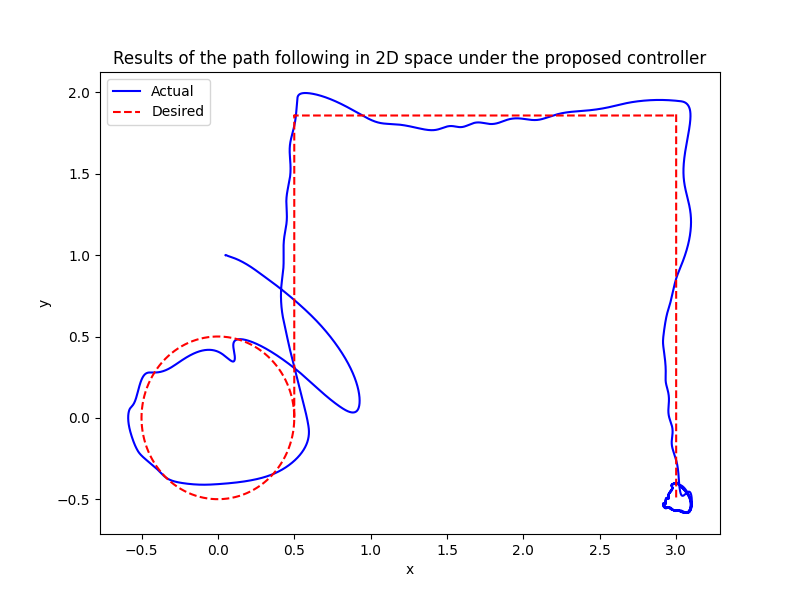 Results of the path following in 2D space under the proposed controller
Actual
Desired
2.0
1.5
1.0
0.5
0.0
−0.5
y
−0.5 0.0 0.5 1.0 1.5 2.0 2.5 3.0
x